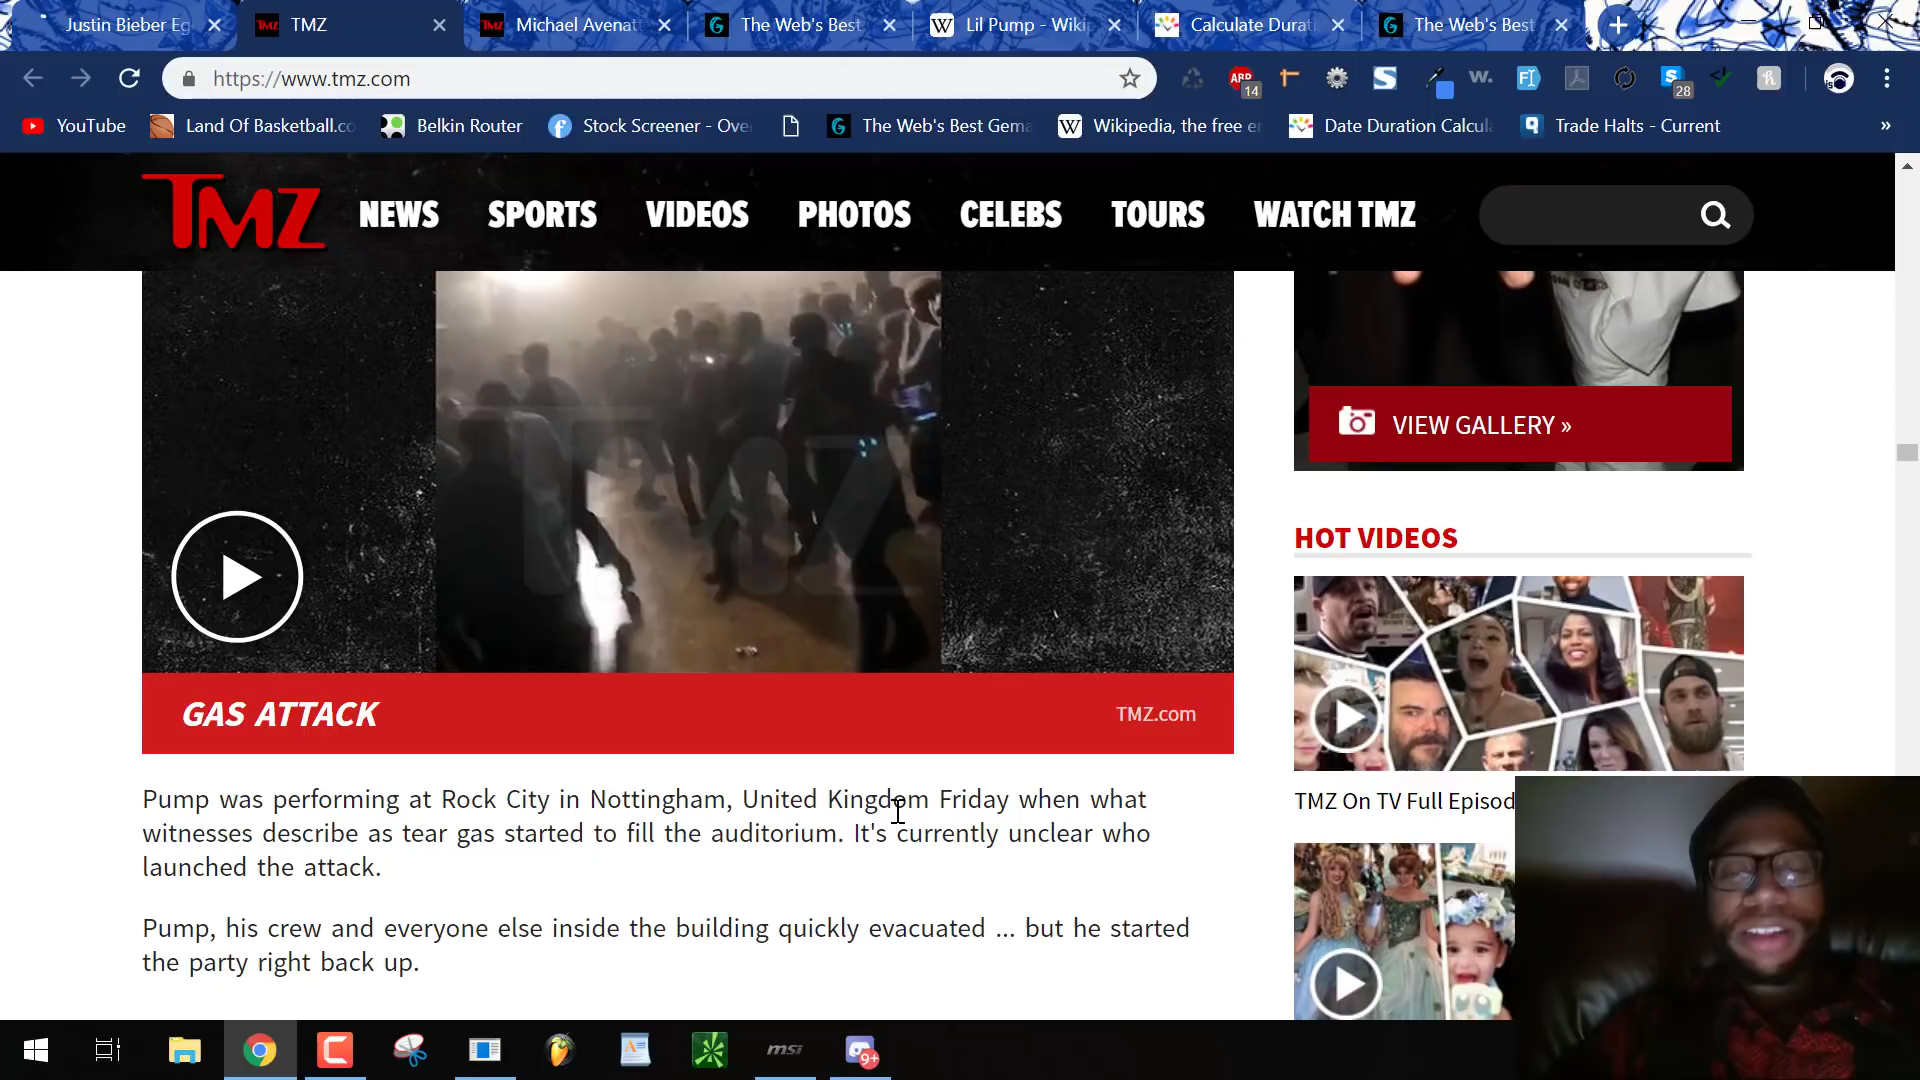 Justin Bieber Eg
TMZ
Michael Avenat
The Web's Best
Lil Pump - Wiki
Calculate Durat
The Web's Best
https://www.tmz.com
ABP
14
W.
28
YouTube
Land Of Basketball.co
Belkin Router
Stock Screener - Ove
The Web's Best Gema
Wikipedia, the free e
Date Duration Calcul
Trade Halts - Current
»
TMZ
NEWS
SPORTS
VIDEOS
PHOTOS
CELEBS
TOURS
WATCH TMZ
TMZ
VIEW GALLERY »
HOT VIDEOS
GAS ATTACK
TMZ.com
Pump was performing at Rock City in Nottingham, United Kingdom Friday when what
witnesses describe as tear gas started to fill the auditorium. It's currently unclear who
launched the attack.
Pump, his crew and everyone else inside the building quickly evacuated ... but he started
the party right back up.
TMZ On TV Full Episod
msi
9+